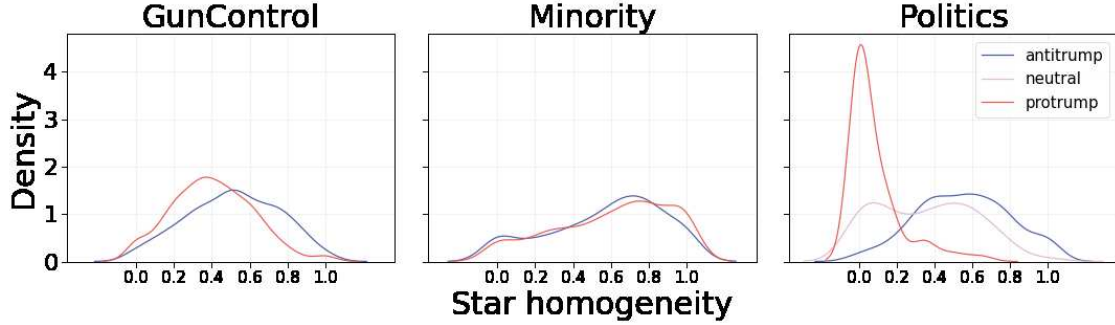 GunControl Minority Politics
antitrump
neutral
protrump
4
3
2
1
0
Density
0.0 0.2 0.4 0.6 0.8 1.0 0.0 0.2 0.4 0.6 0.8 1.0 0.0 0.2 0.4 0.6 0.8 1.0
Star homogeneity